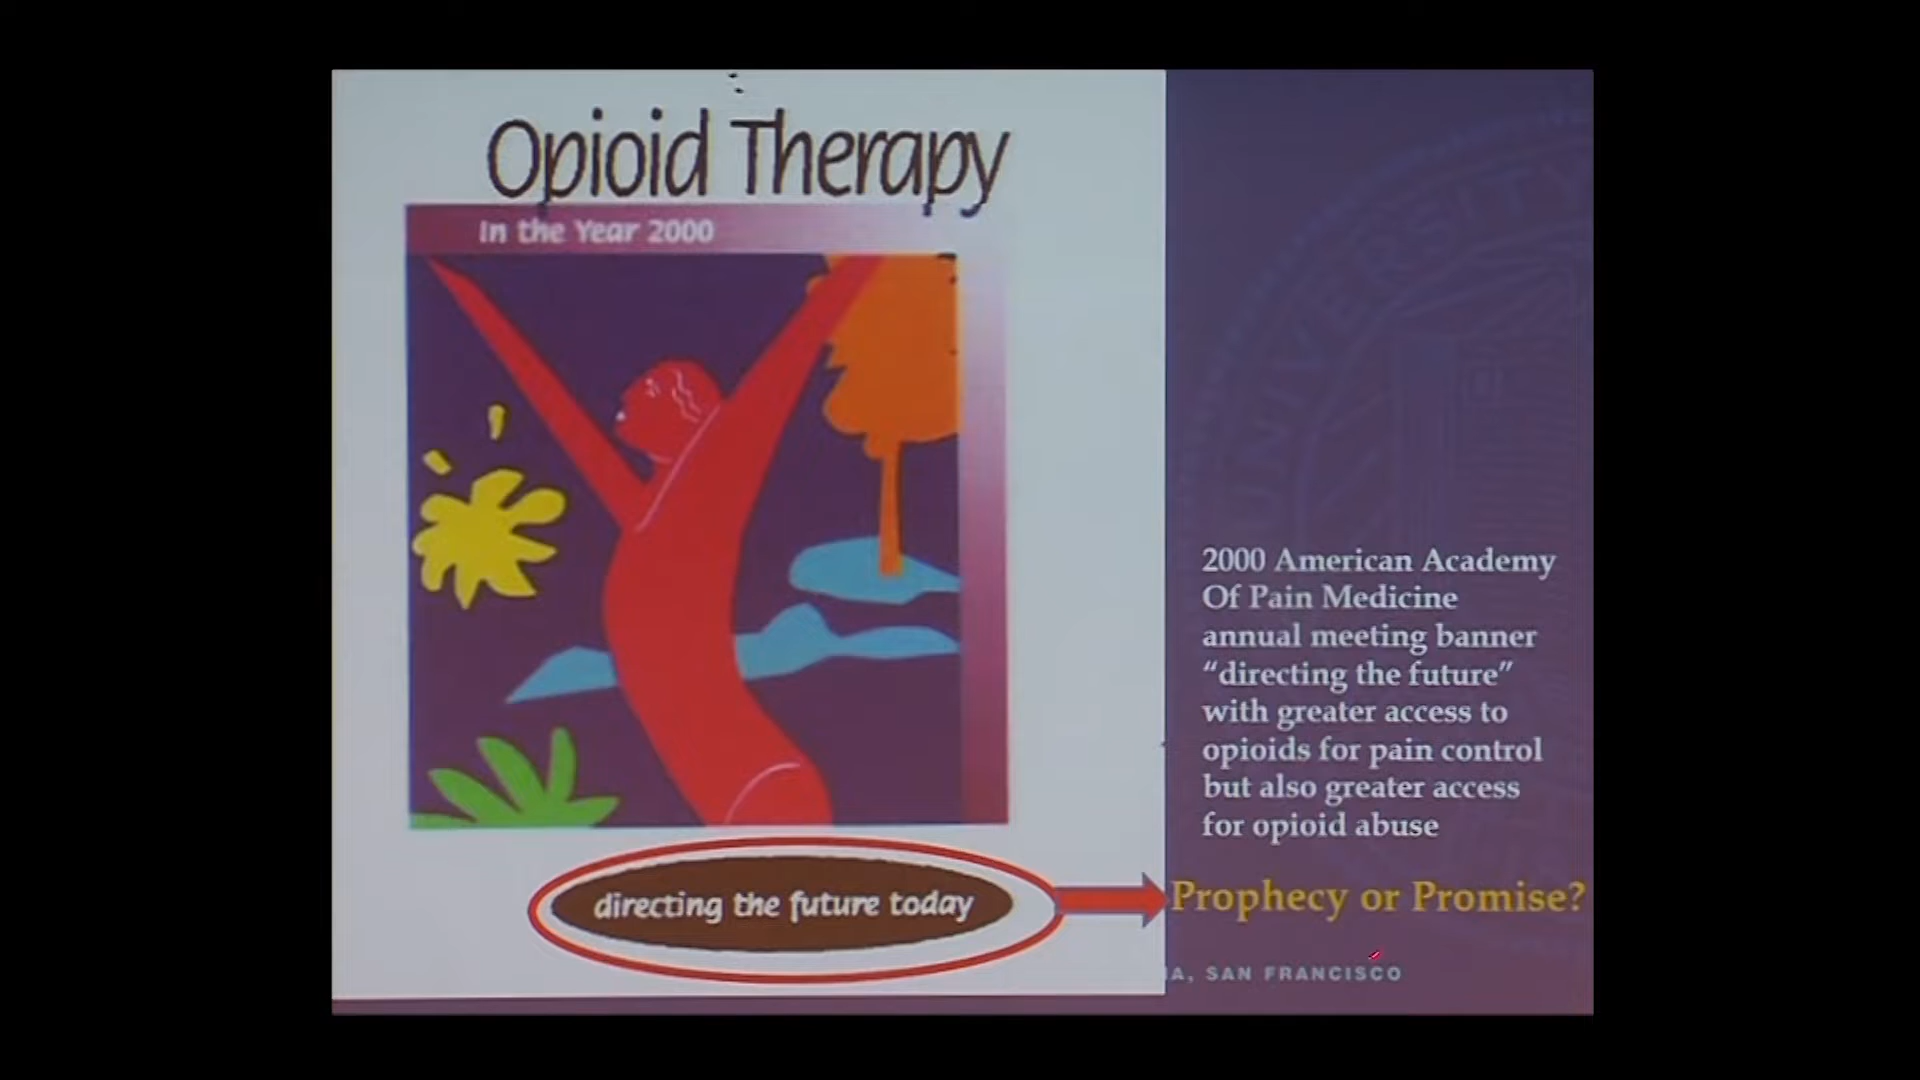 Opioid Therapy
In the Year 2000
directing the future today
2000 American Academy
Of Pain Medicine
annual meeting banner
“directing the future”
with greater access to
opioids for pain control
but also greater access
for opioid abuse
Prophecy or Promise?
IA, SAN FRANCISCO
UNIVERSITY